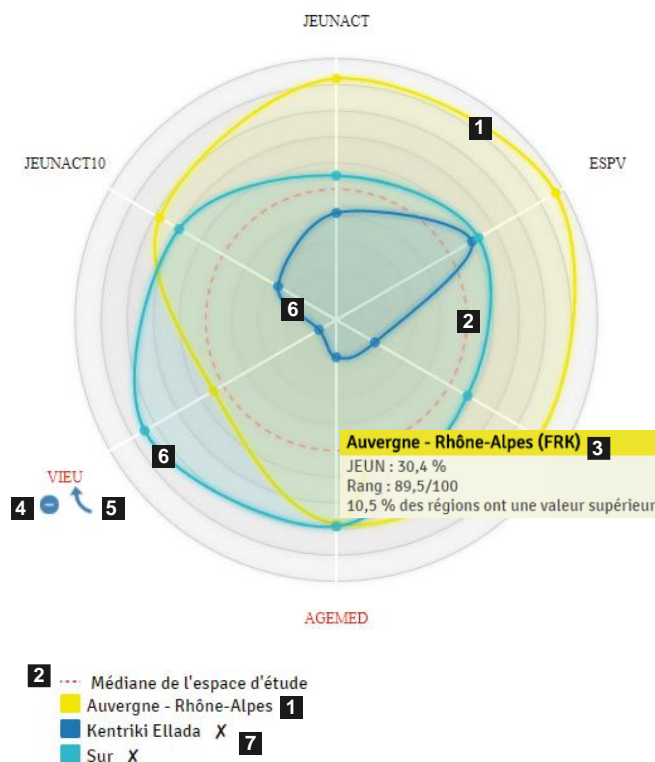 JEUNACT
1
JEUNACT10
ESPV
6
2
Auvergne - Rhône-Alpes (FRK) 3
JEUN : 30,4 %
Rang : 89,5/100
10,5 % des régions ont une valeur supérieur
6
VIEU
4 5
AGEMED
2 Médiane de l'espace d'étude
Auvergne - Rhône-Alpes 1
Kentriki Ellada X
7
Sur X